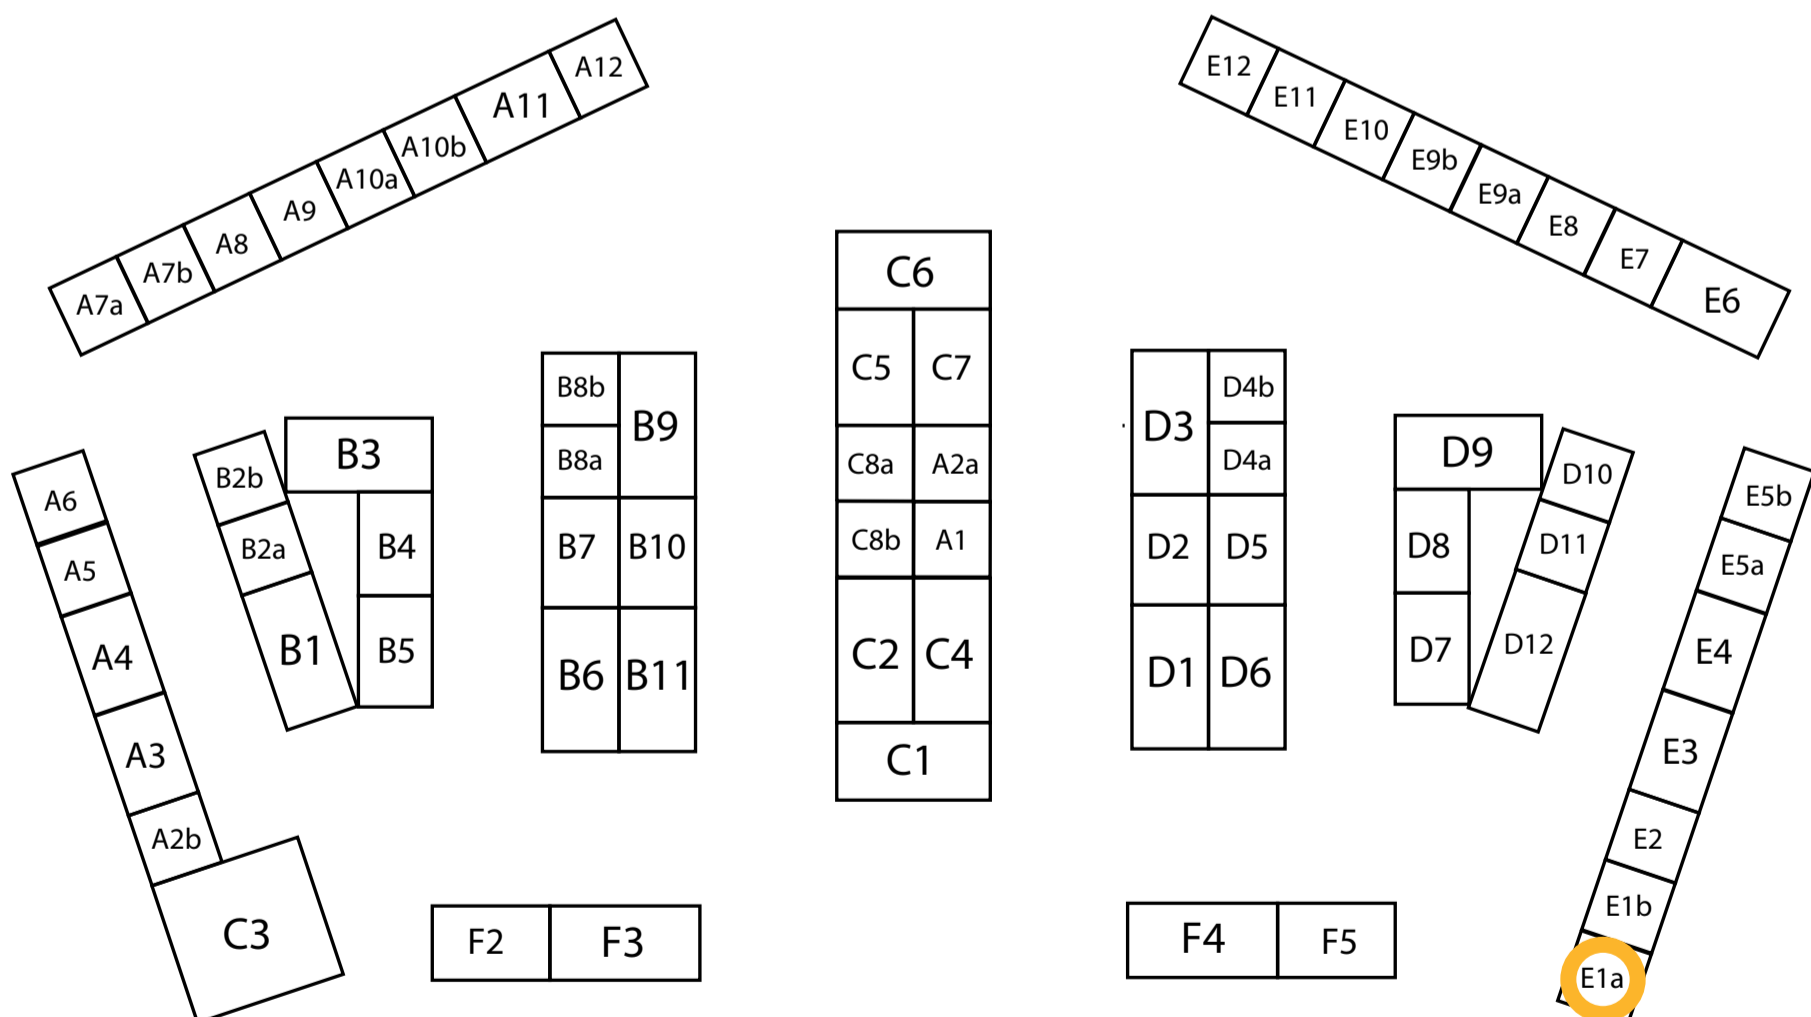 A12
A11
A10b
A10a
A9
A8
A7b
A7a
E12
E11
E10
E9b
E9a
E8
E7
E6
A6
A5
A4
A3
A2b
C3
B2b
B2a
B1
B3
B4
B5
B8b
B9
B8a
B7 B10
B6 B11
C6
C5 C7
C8a A2a
C8b A1
C2 C4
C1
D3 D4b
D4a
D2 D5
D1 D6
D9
D8
D7
D10
D11
D12
E5b
E5a
E4
E3
E2
E1b
E1a
F2 F3
F4 F5